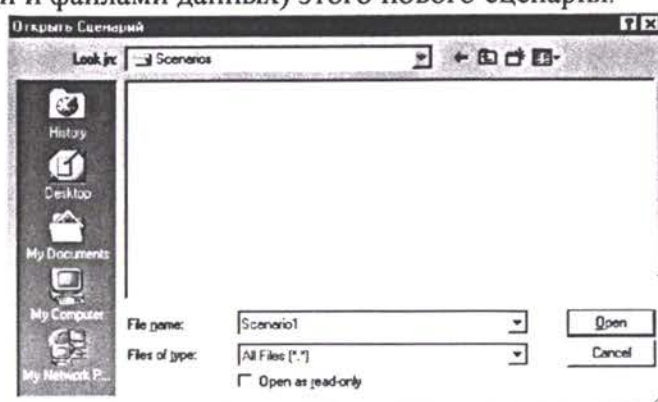 и файлами данных) этого нового сценария.
Открыть Сценарий
Look in:
Scenarios
History
Desktop
My Documents
My Computer
My Network P...
File name:
Scenario1
Open
Files of type:
All Files (*.*)
Cancel
Open as read-only